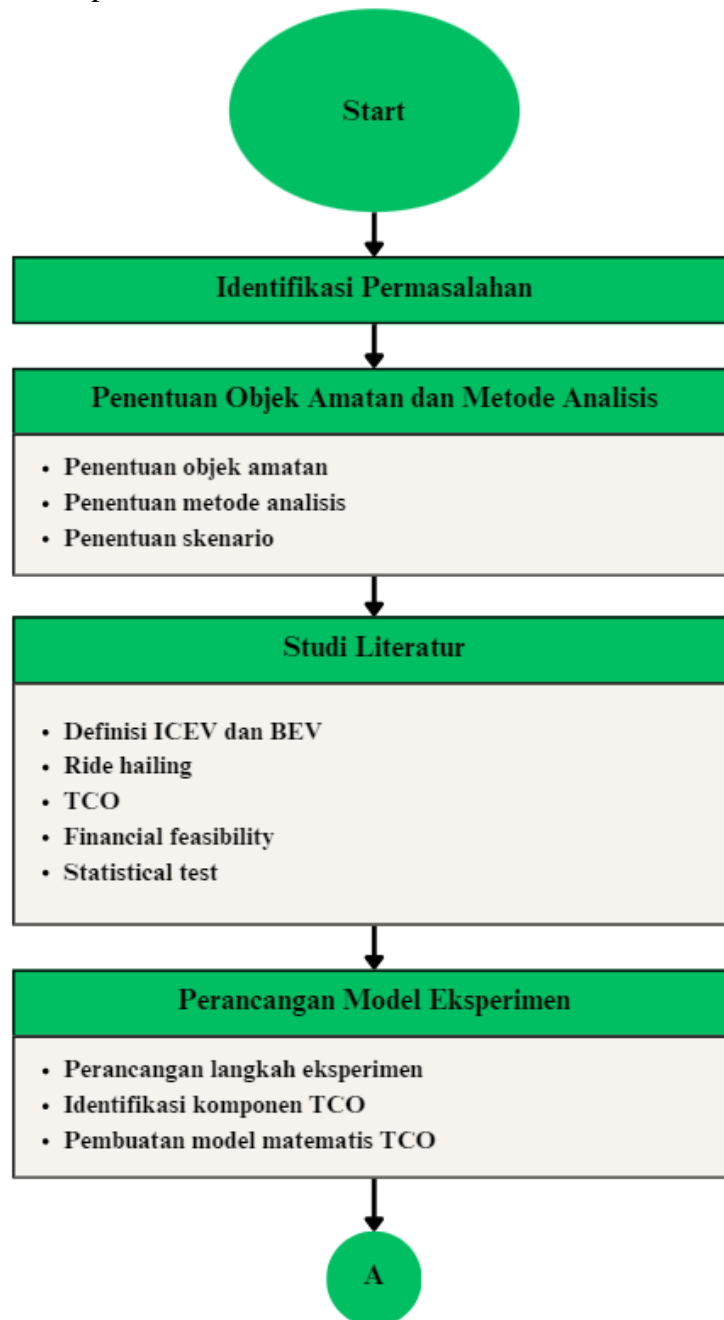 Start
Identifikasi Permasalahan
Penentuan Objek Amatan dan Metode Analisis
• Penentuan objek amatan
• Penentuan metode analisis
• Penentuan skenario
Studi Literatur
• Definisi ICEV dan BEV
• Ride hailing
• TCO
• Financial feasibility
• Statistical test
Perancangan Model Eksperimen
• Perancangan langkah eksperimen
• Identifikasi komponen TCO
• Pembuatan model matematis TCO
A